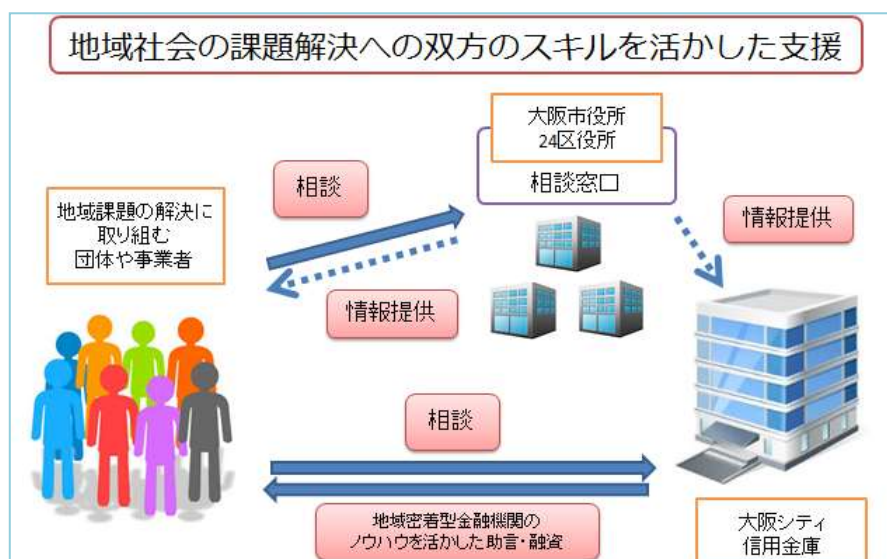 地域社会の課題解決への双方のスキルを活かした支援
大阪市役所
24区役所
相談窓口
相談
情報提供
地域課題の解決に
取り組む
団体や事業者
情報提供
相談
地域密着型金融機関の
ノウハウを活かした助言・融資
大阪シティ
信用金庫